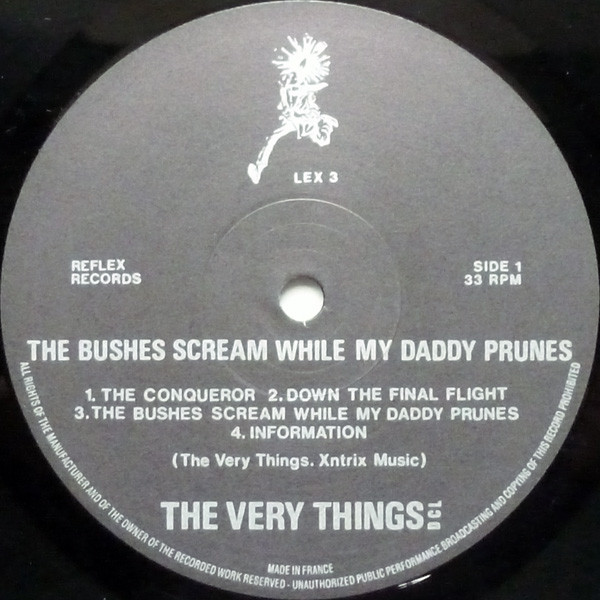 LEX 3
REFLEX
RECORDS
SIDE 1
33 RPM
THE BUSHES SCREAM WHILE MY DADDY PRUNES
1. THE CONQUEROR 2. DOWN THE FINAL FLIGHT
3. THE BUSHES SCREAM WHILE MY DADDY PRUNES
4. INFORMATION
(The Very Things. Xntrix Music)
THE VERY THINGS
MADE IN FRANCE
ALL RIGHTS OF THE MANUFACTURER AND OF THE OWNER OF THE RECORDED WORK RESERVED - UNAUTHORIZED PUBLIC PERFORMANCE BROADCASTING AND COPYING OF THIS RECORD PROHIBITED